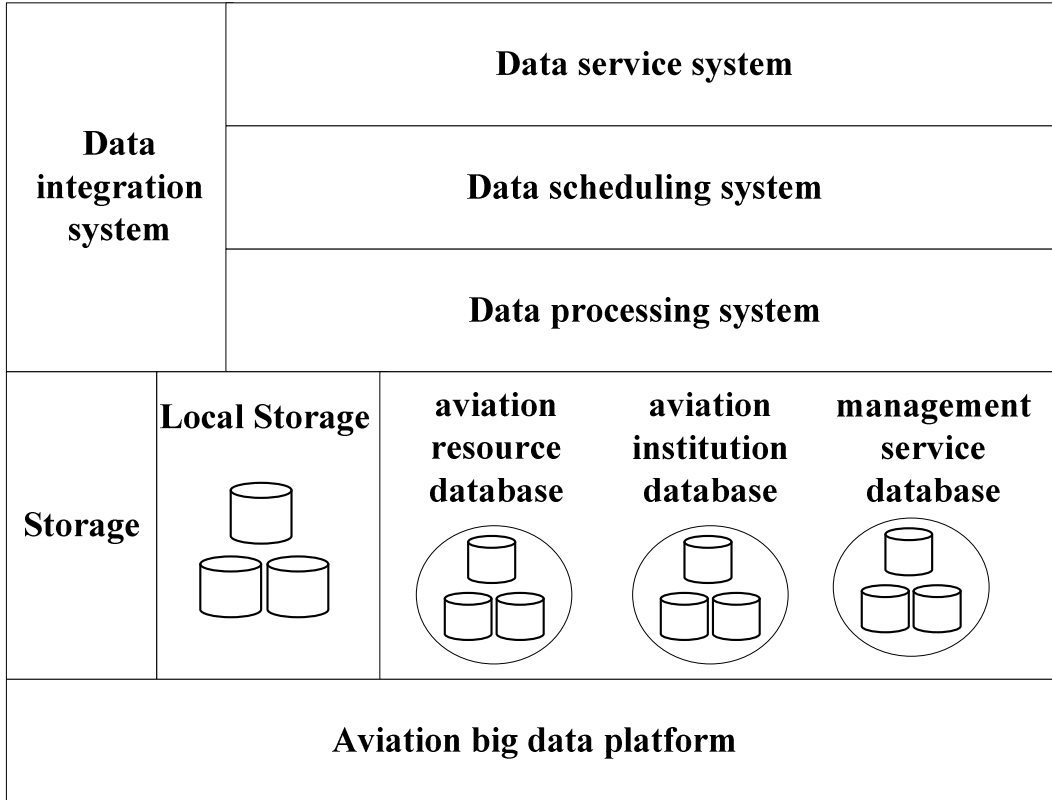 Data service system
Data
integration
system
Data scheduling system
Data processing system
Storage
Local Storage
aviation
resource
database
aviation
institution
database
management
service
database
Aviation big data platform